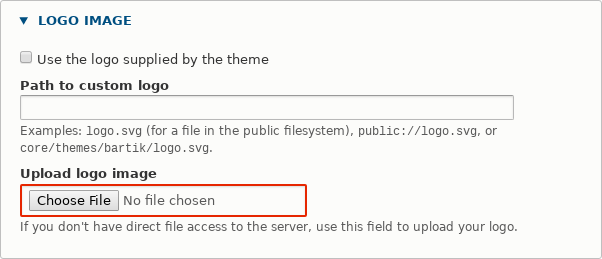 LOGO IMAGE
Use the logo supplied by the theme
Path to custom logo
Examples: logo.svg (for a file in the public filesystem), public://logo.svg, or
core/themes/bartik/logo.svg.
Upload logo image
Choose File No file chosen
If you don't have direct file access to the server, use this field to upload your logo.